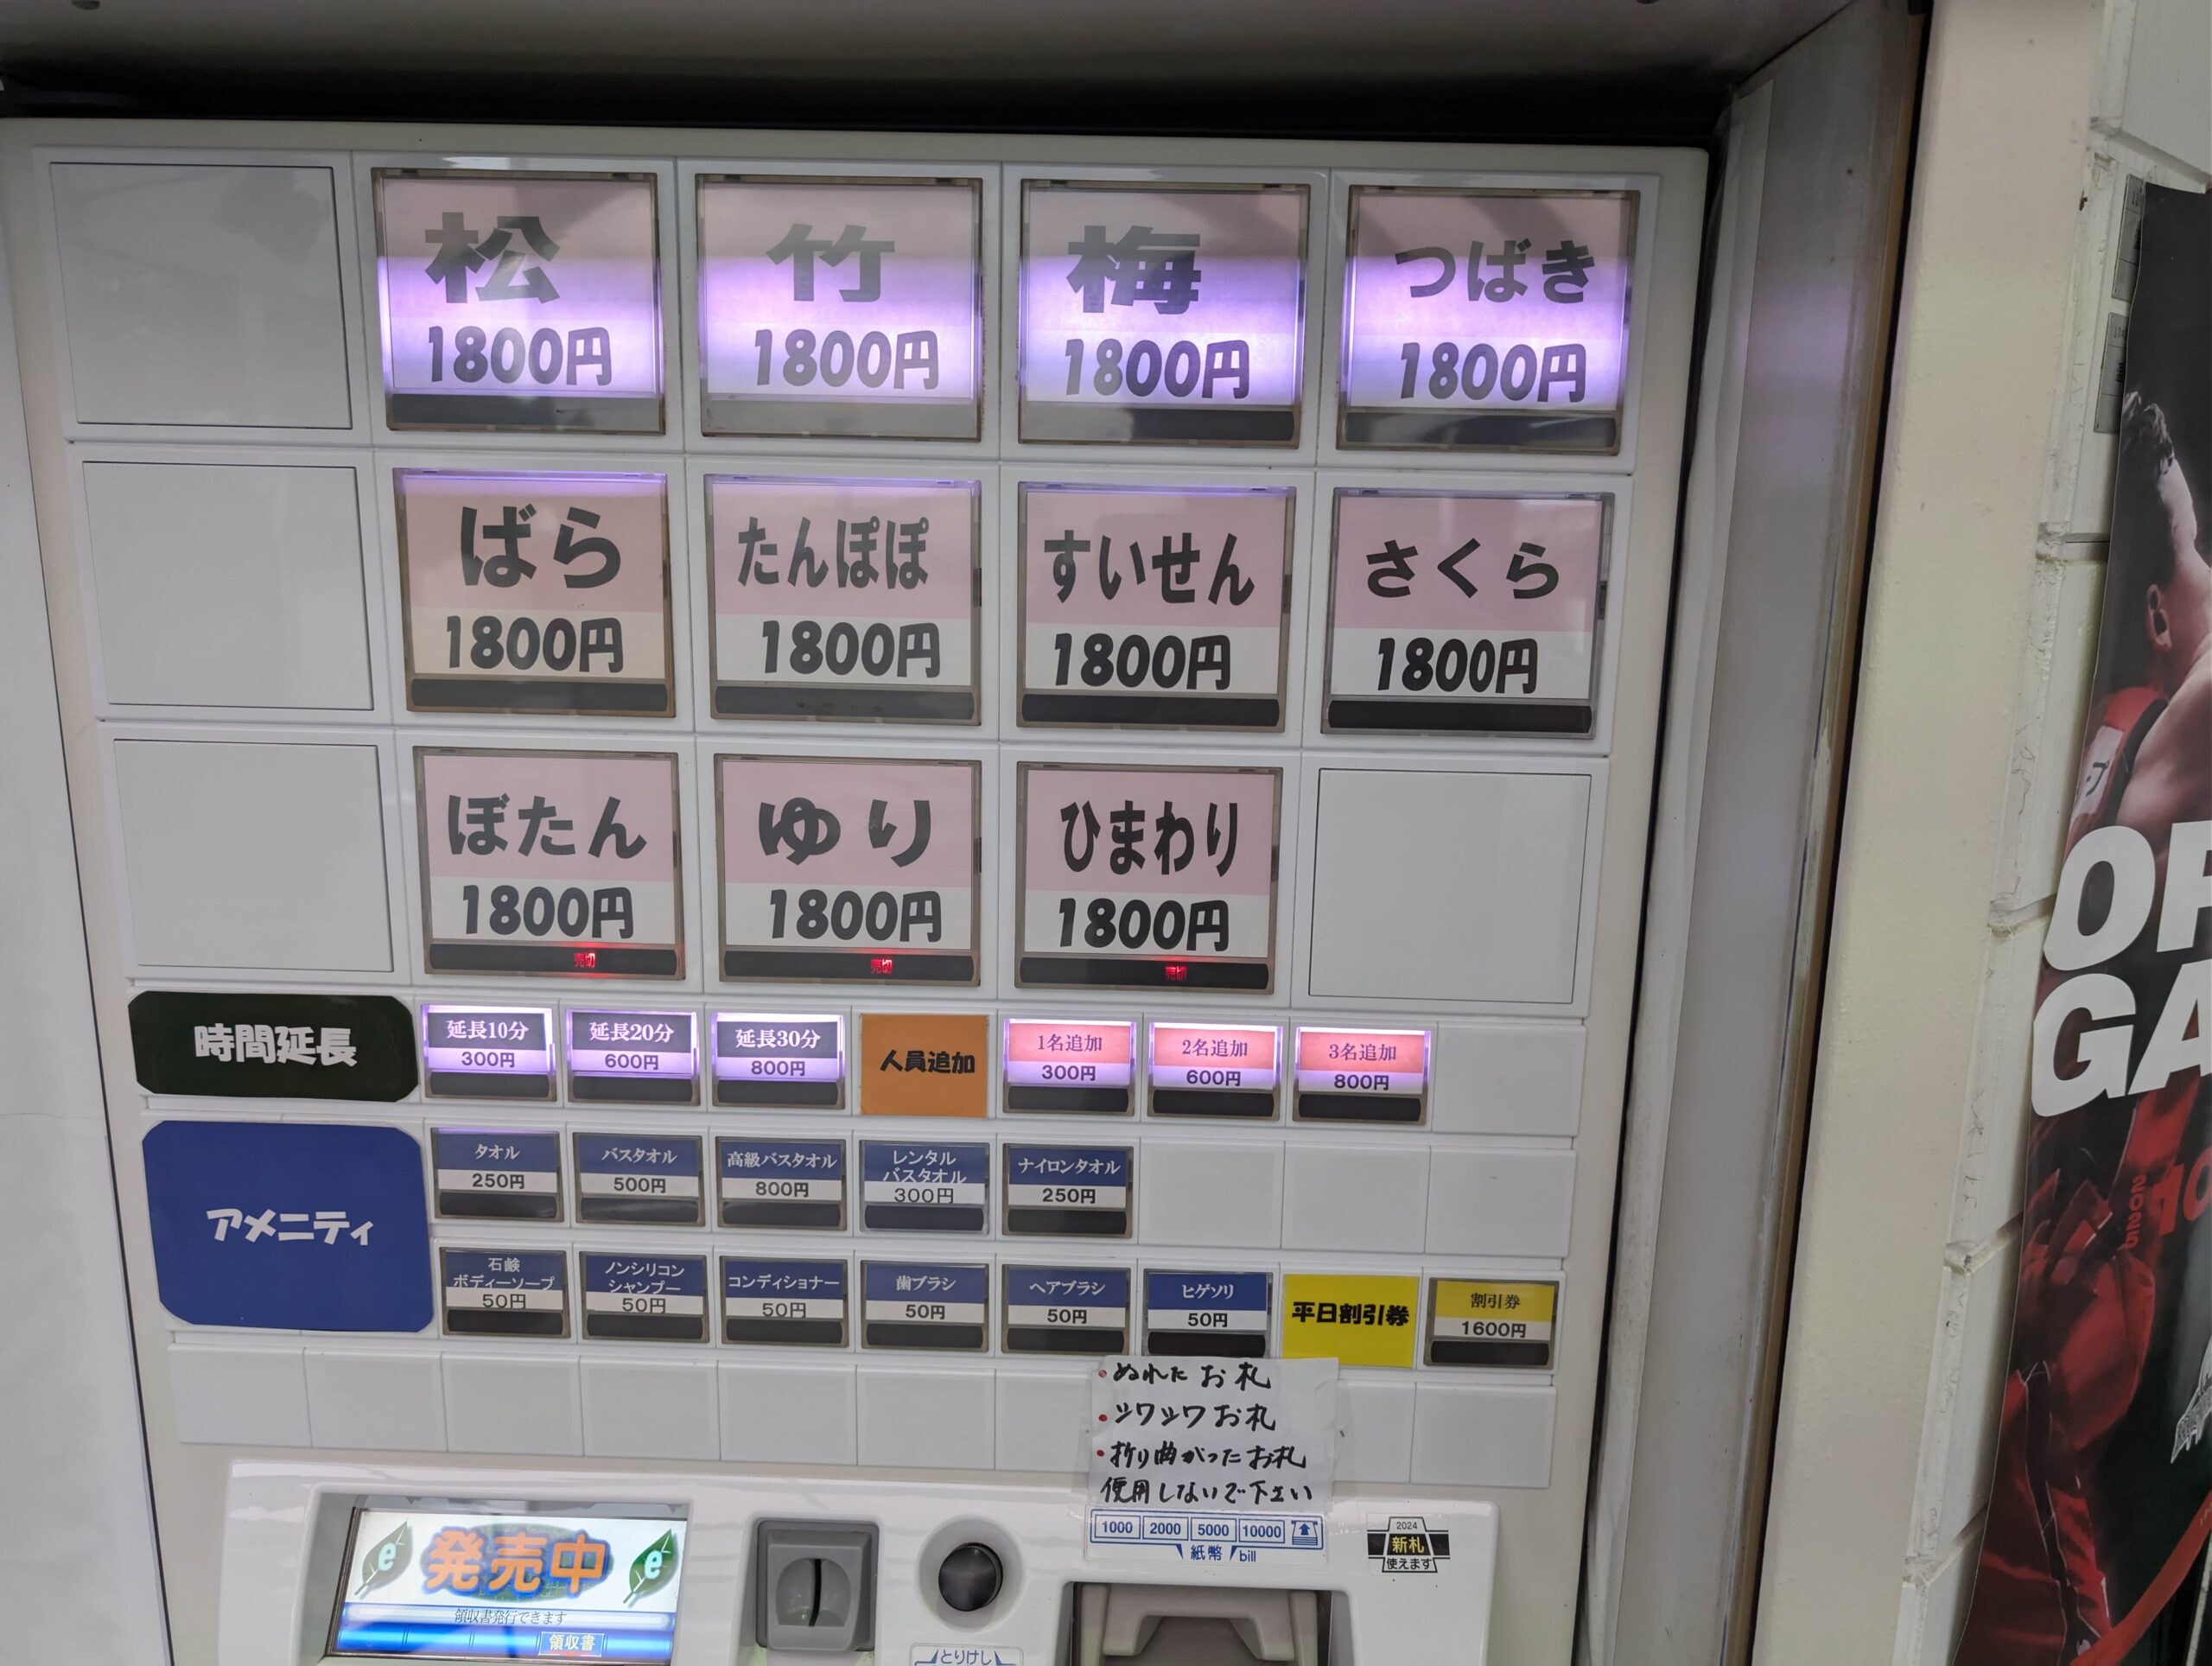 松
1800円
竹
1800円
梅
1800円
つばき
1800円
ばら
1800円
たんぽぽ
1800円
すいせん
1800円
さくら
1800円
ぼたん
1800円
売切
ゆり
1800円
売切
ひまわり
1800円
売切
時間延長
延長10分
300円
延長20分
600円
延長30分
800円
人員追加
1名追加
300円
2名追加
600円
3名追加
800円
アメニティ
タオル
250円
バスタオル
500円
高級バスタオル
800円
レンタル
バスタオル
300円
ナイロンタオル
250円
石鹸
ボディーソープ
50円
ノンシリコン
シャンプー
50円
コンディショナー
50円
歯ブラシ
50円
ヘアブラシ
50円
ヒゲソリ
50円
平日割引券
割引券
1600円
・ぬれたお札
・シワシワお札
・折り曲がったお札
使用しないで下さい
1000 2000 5000 10000
紙幣 bill
2024
新札
使えます
e 発売中 e
領収書発行できます
領収書
とりけし
OR
GA
2025
10